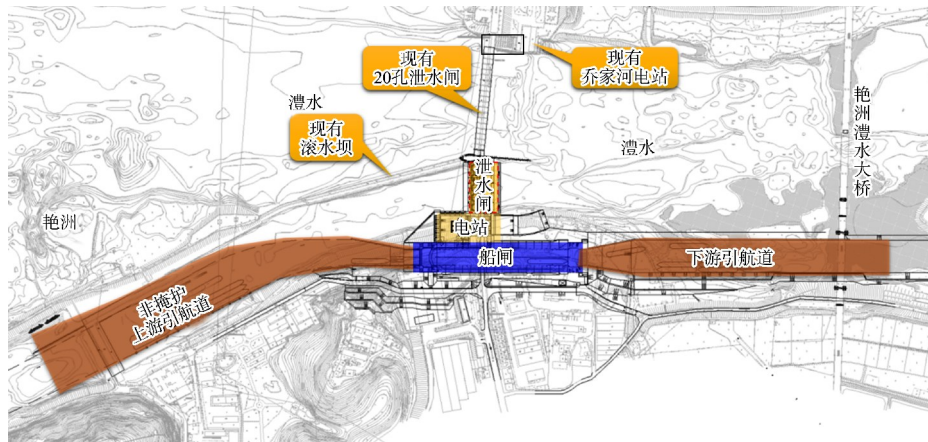 现有
20孔泄水闸
现有
乔家河电站
澧水
现有
滚水坝
澧水
艳洲澧水大桥
泄水闸
艳洲
电站
船闸
下游引航道
非掩护
上游引航道